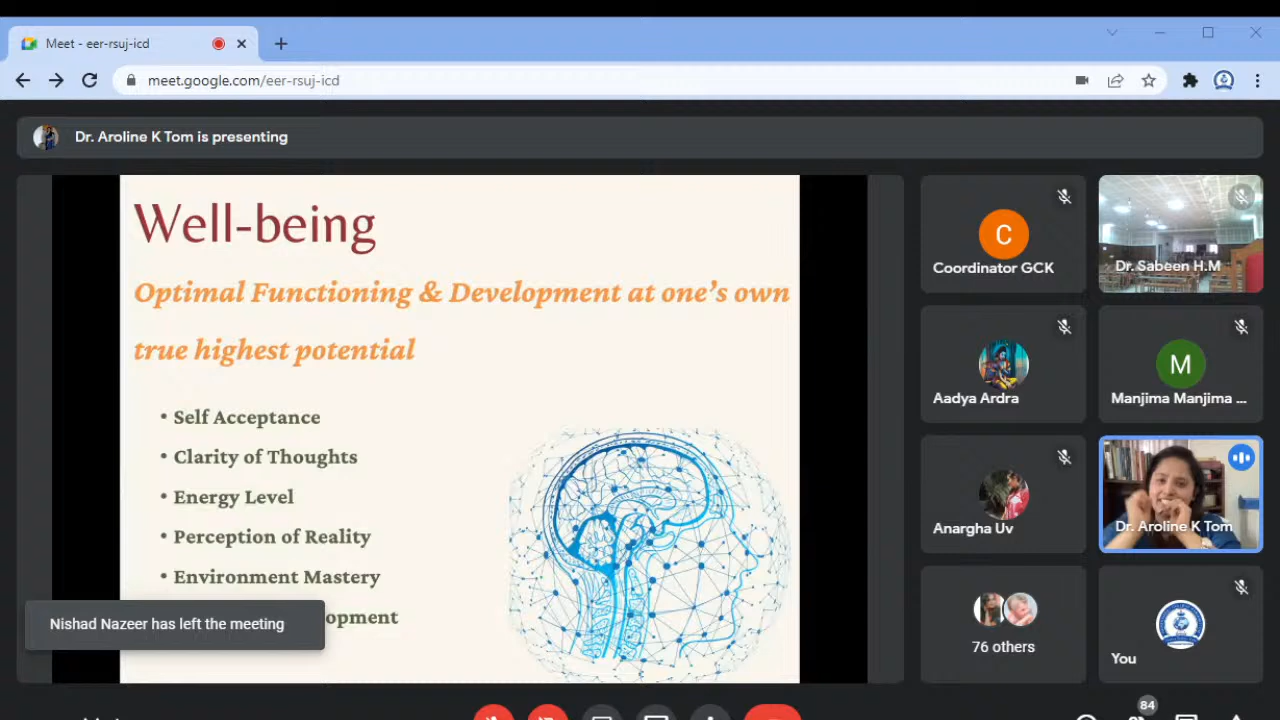 Meet - eer-rsuj-icd
meet.google.com/eer-rsuj-icd
Dr. Aroline K Tom is presenting
Well-being
Optimal Functioning & Development at one's own
true highest potential
• Self Acceptance
• Clarity of Thoughts
• Energy Level
• Perception of Reality
• Environment Mastery
opment
Nishad Nazeer has left the meeting
C
Coordinator GCK
Dr. Sabeen H.M
Aadya Ardra
M
Manjima Manjima ...
Anargha Uv
Dr. Aroline K Tom
76 others
You
84